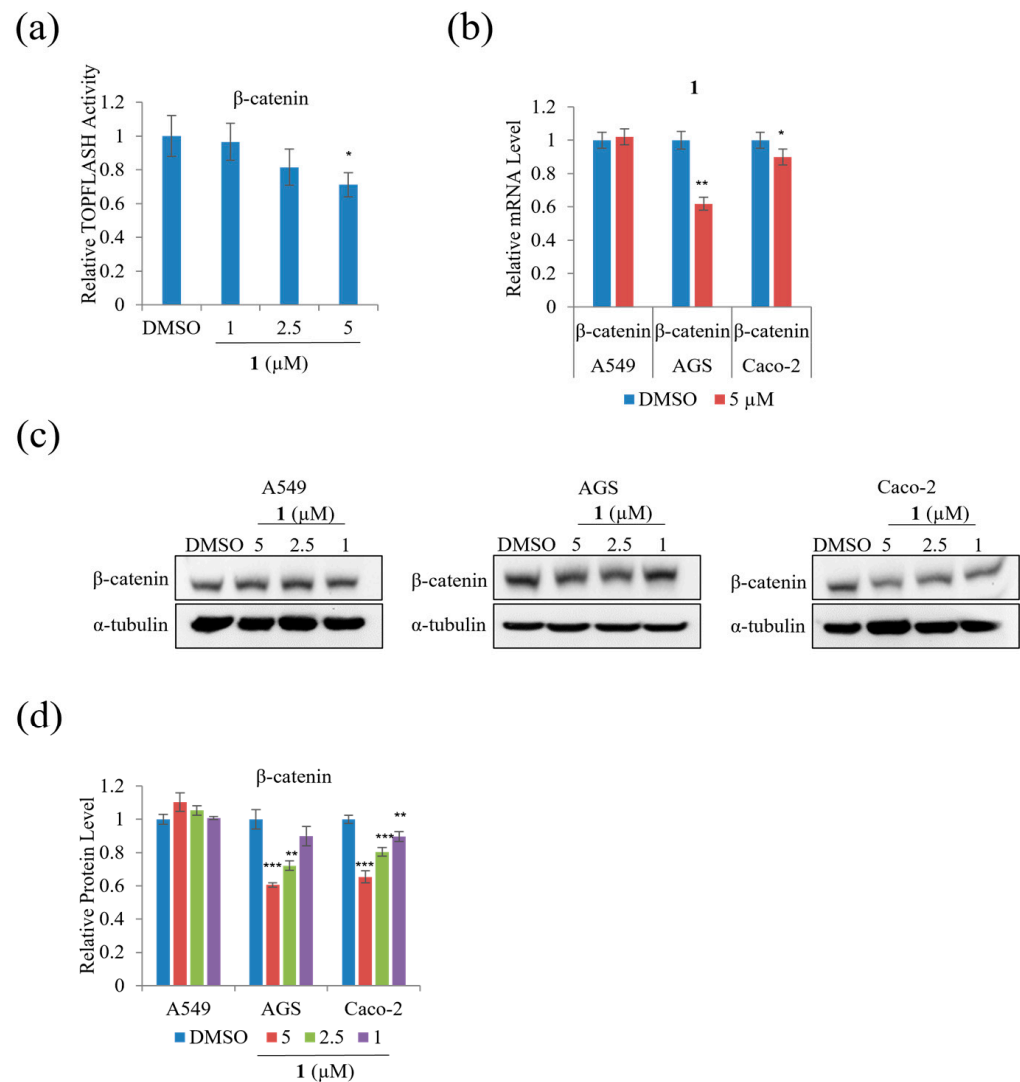 (a)
β-catenin
Relative TOPFLASH Activity
1.2
1
0.8
0.6
0.4
0.2
0
*
DMSO 1 2.5 5
1 (µM)
(b)
1
Relative mRNA Level
1.2
1
0.8
0.6
0.4
0.2
0
**
*
β-catenin β-catenin β-catenin
A549 AGS Caco-2
DMSO 5 µM
(c)
A549
1 (µM)
DMSO 5 2.5 1
β-catenin
α-tubulin
AGS
1 (µM)
DMSO 5 2.5 1
β-catenin
α-tubulin
Caco-2
1 (µM)
DMSO 5 2.5 1
β-catenin
α-tubulin
(d)
β-catenin
Relative Protein Level
1.2
1
0.8
0.6
0.4
0.2
0
*** **
*** *** **
A549 AGS Caco-2
DMSO 5 2.5 1
1 (µM)